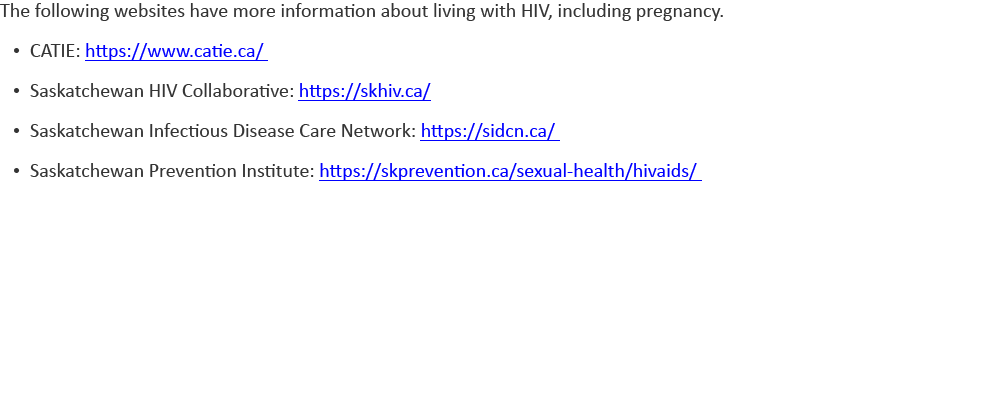 The following websites have more information about living with HIV, including pregnancy.
• CATIE: https://www.catie.ca/
• Saskatchewan HIV Collaborative: https://skhiv.ca/
• Saskatchewan Infectious Disease Care Network: https://sidcn.ca/
• Saskatchewan Prevention Institute: https://skprevention.ca/sexual-health/hivaids/